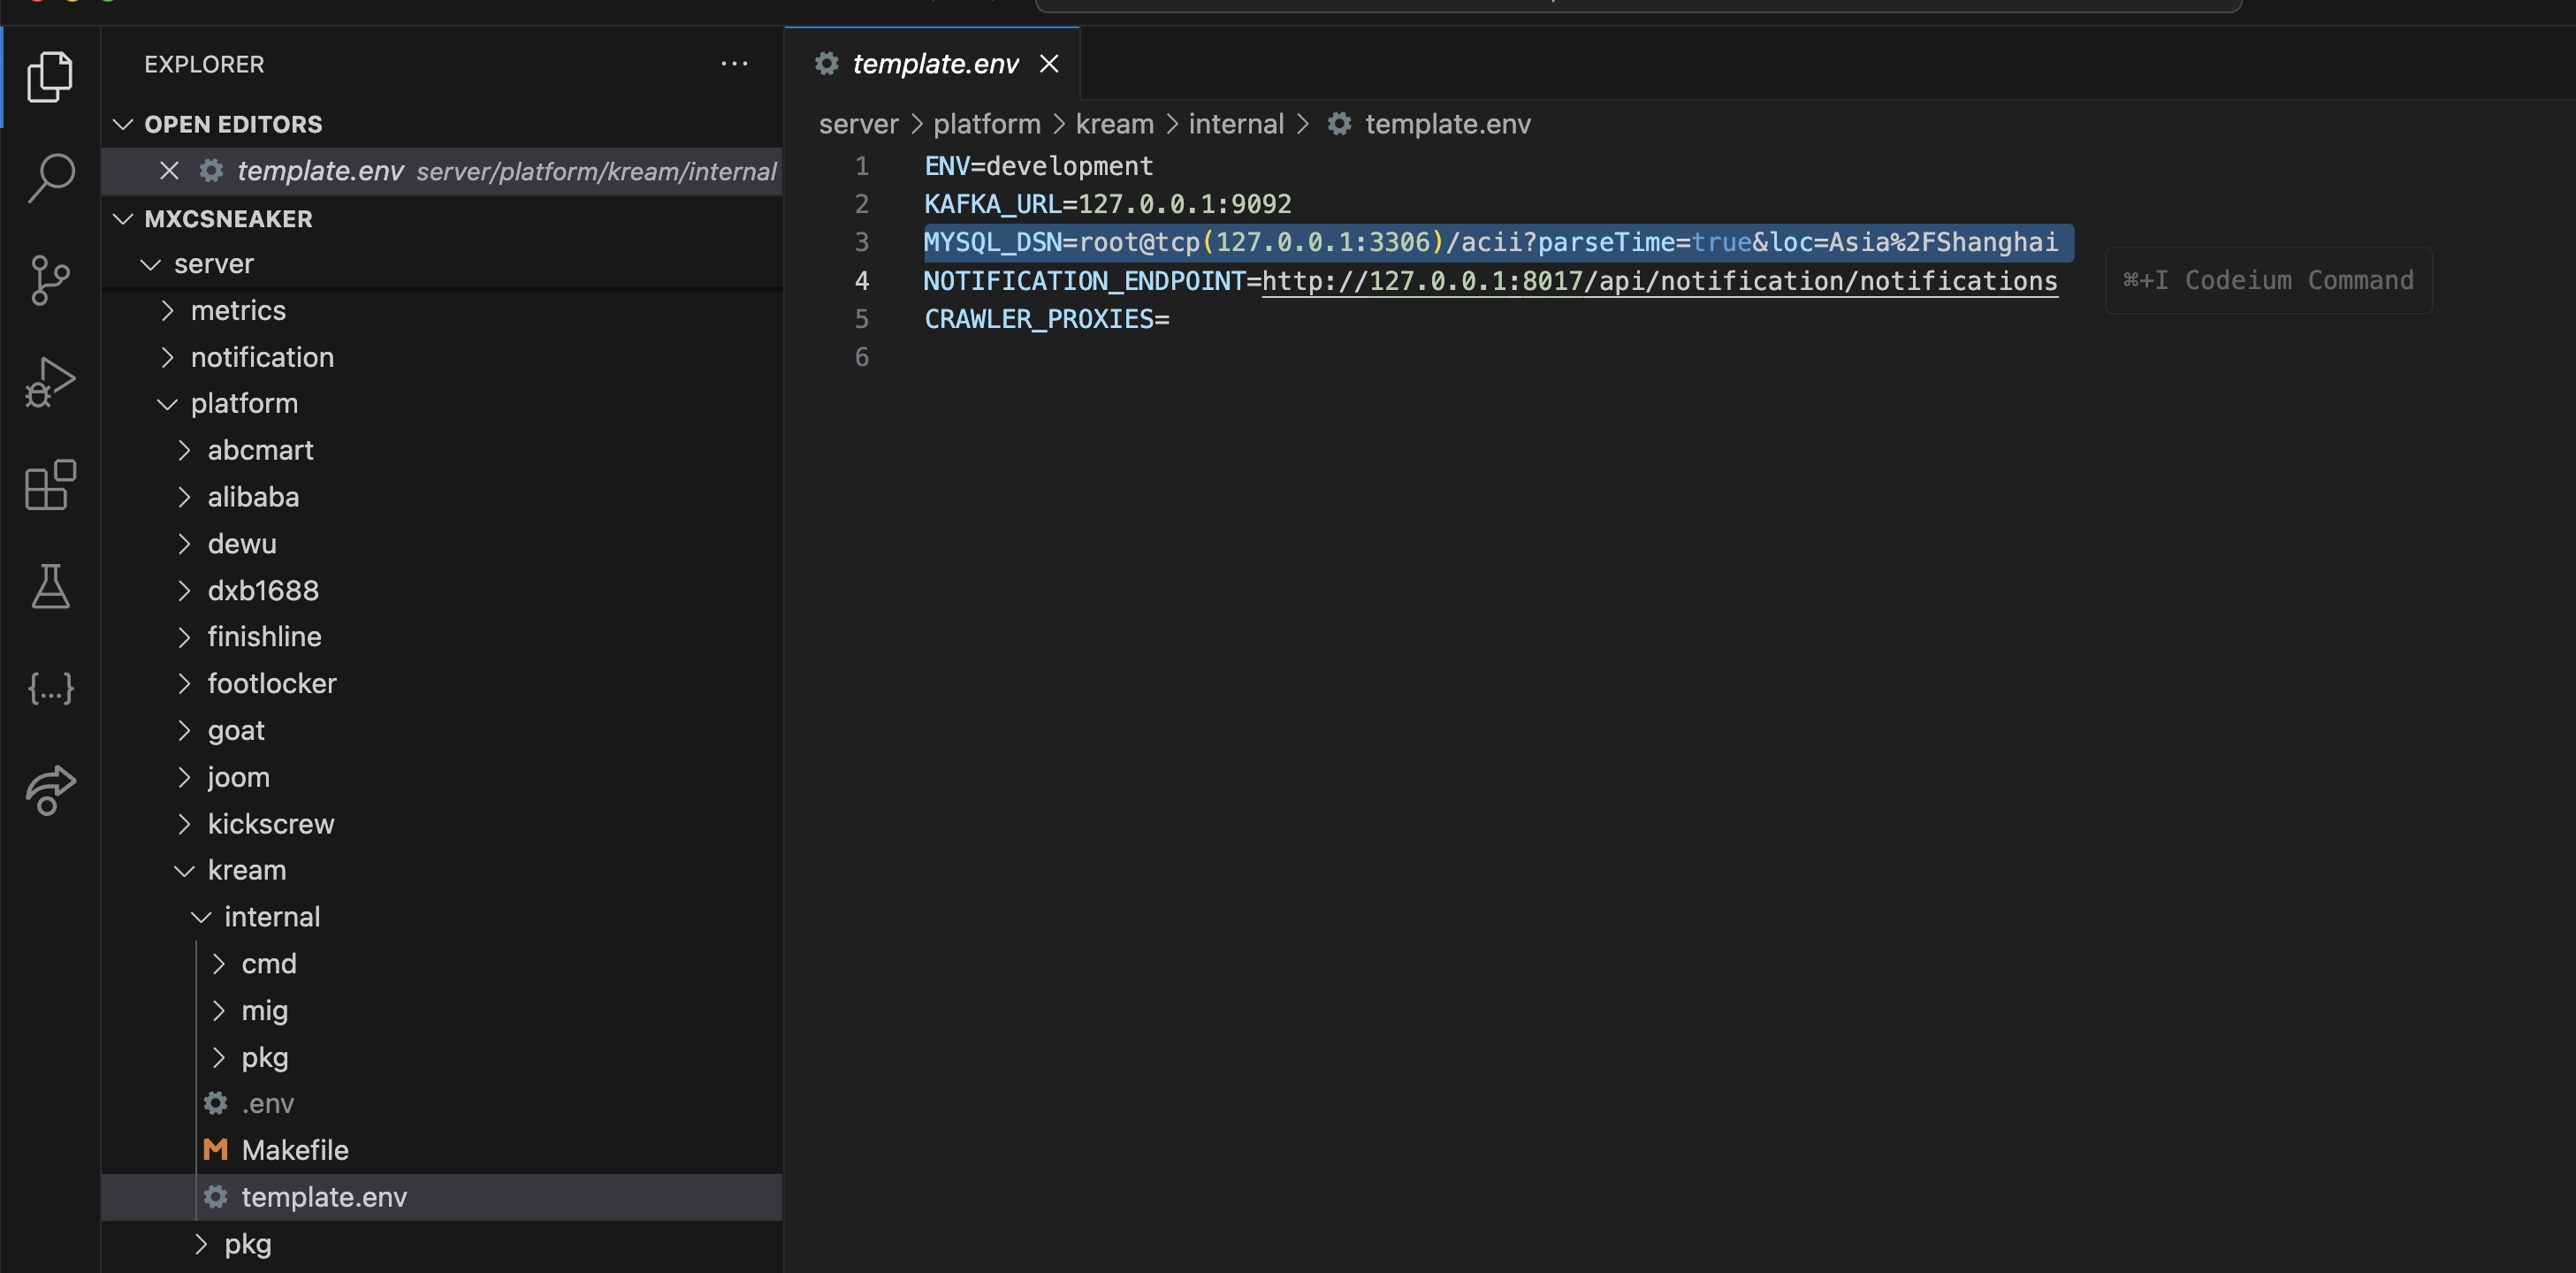 EXPLORER
OPEN EDITORS
template.env server/platform/kream/internal
MXCSNEAKER
server
metrics
notification
platform
abcmart
alibaba
dewu
dxb1688
finishline
footlocker
goat
joom
kickscrew
kream
internal
cmd
mig
pkg
.env
Makefile
template.env
pkg
template.env
server > platform > kream > internal > template.env
1 ENV=development
2 KAFKA_URL=127.0.0.1:9092
3 MYSQL_DSN=root@tcp(127.0.0.1:3306)/acii?parseTime=true&loc=Asia%2FShanghai
4 NOTIFICATION_ENDPOINT=http://127.0.0.1:8017/api/notification/notifications ⌘+I Codeium Command
5 CRAWLER_PROXIES=
6